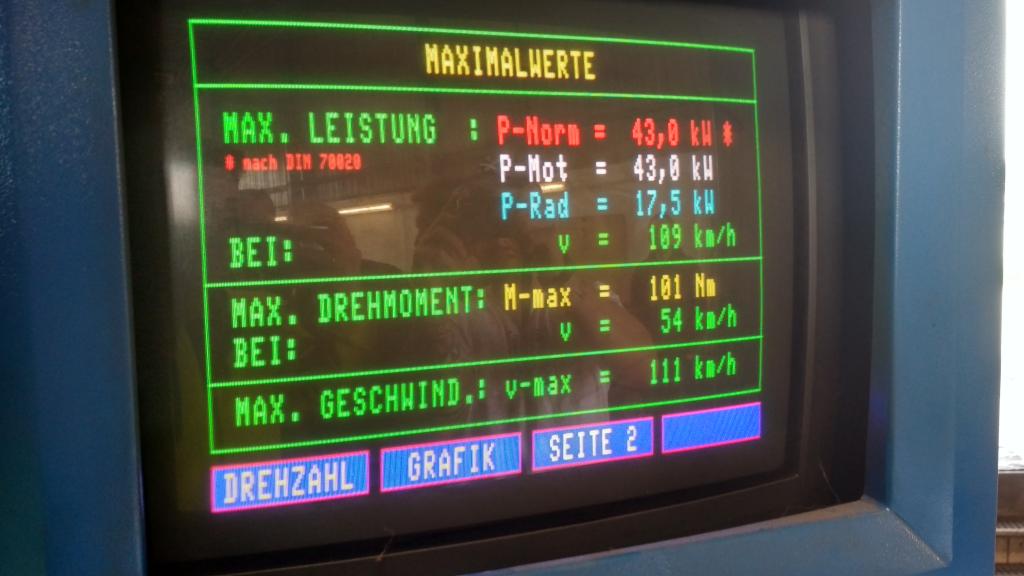 MAXIMALWERTE
MAX. LEISTUNG : P-Norm = 43,0 kW *
* nach DIN 70020
P-Mot = 43,0 kW
P-Rad = 17,5 kW
BEI: v = 109 km/h
MAX. DREHMOMENT: M-max = 101 Nm
BEI: v = 54 km/h
MAX. GESCHWIND.: v-max = 111 km/h
DREHZAHL GRAFIK SEITE 2